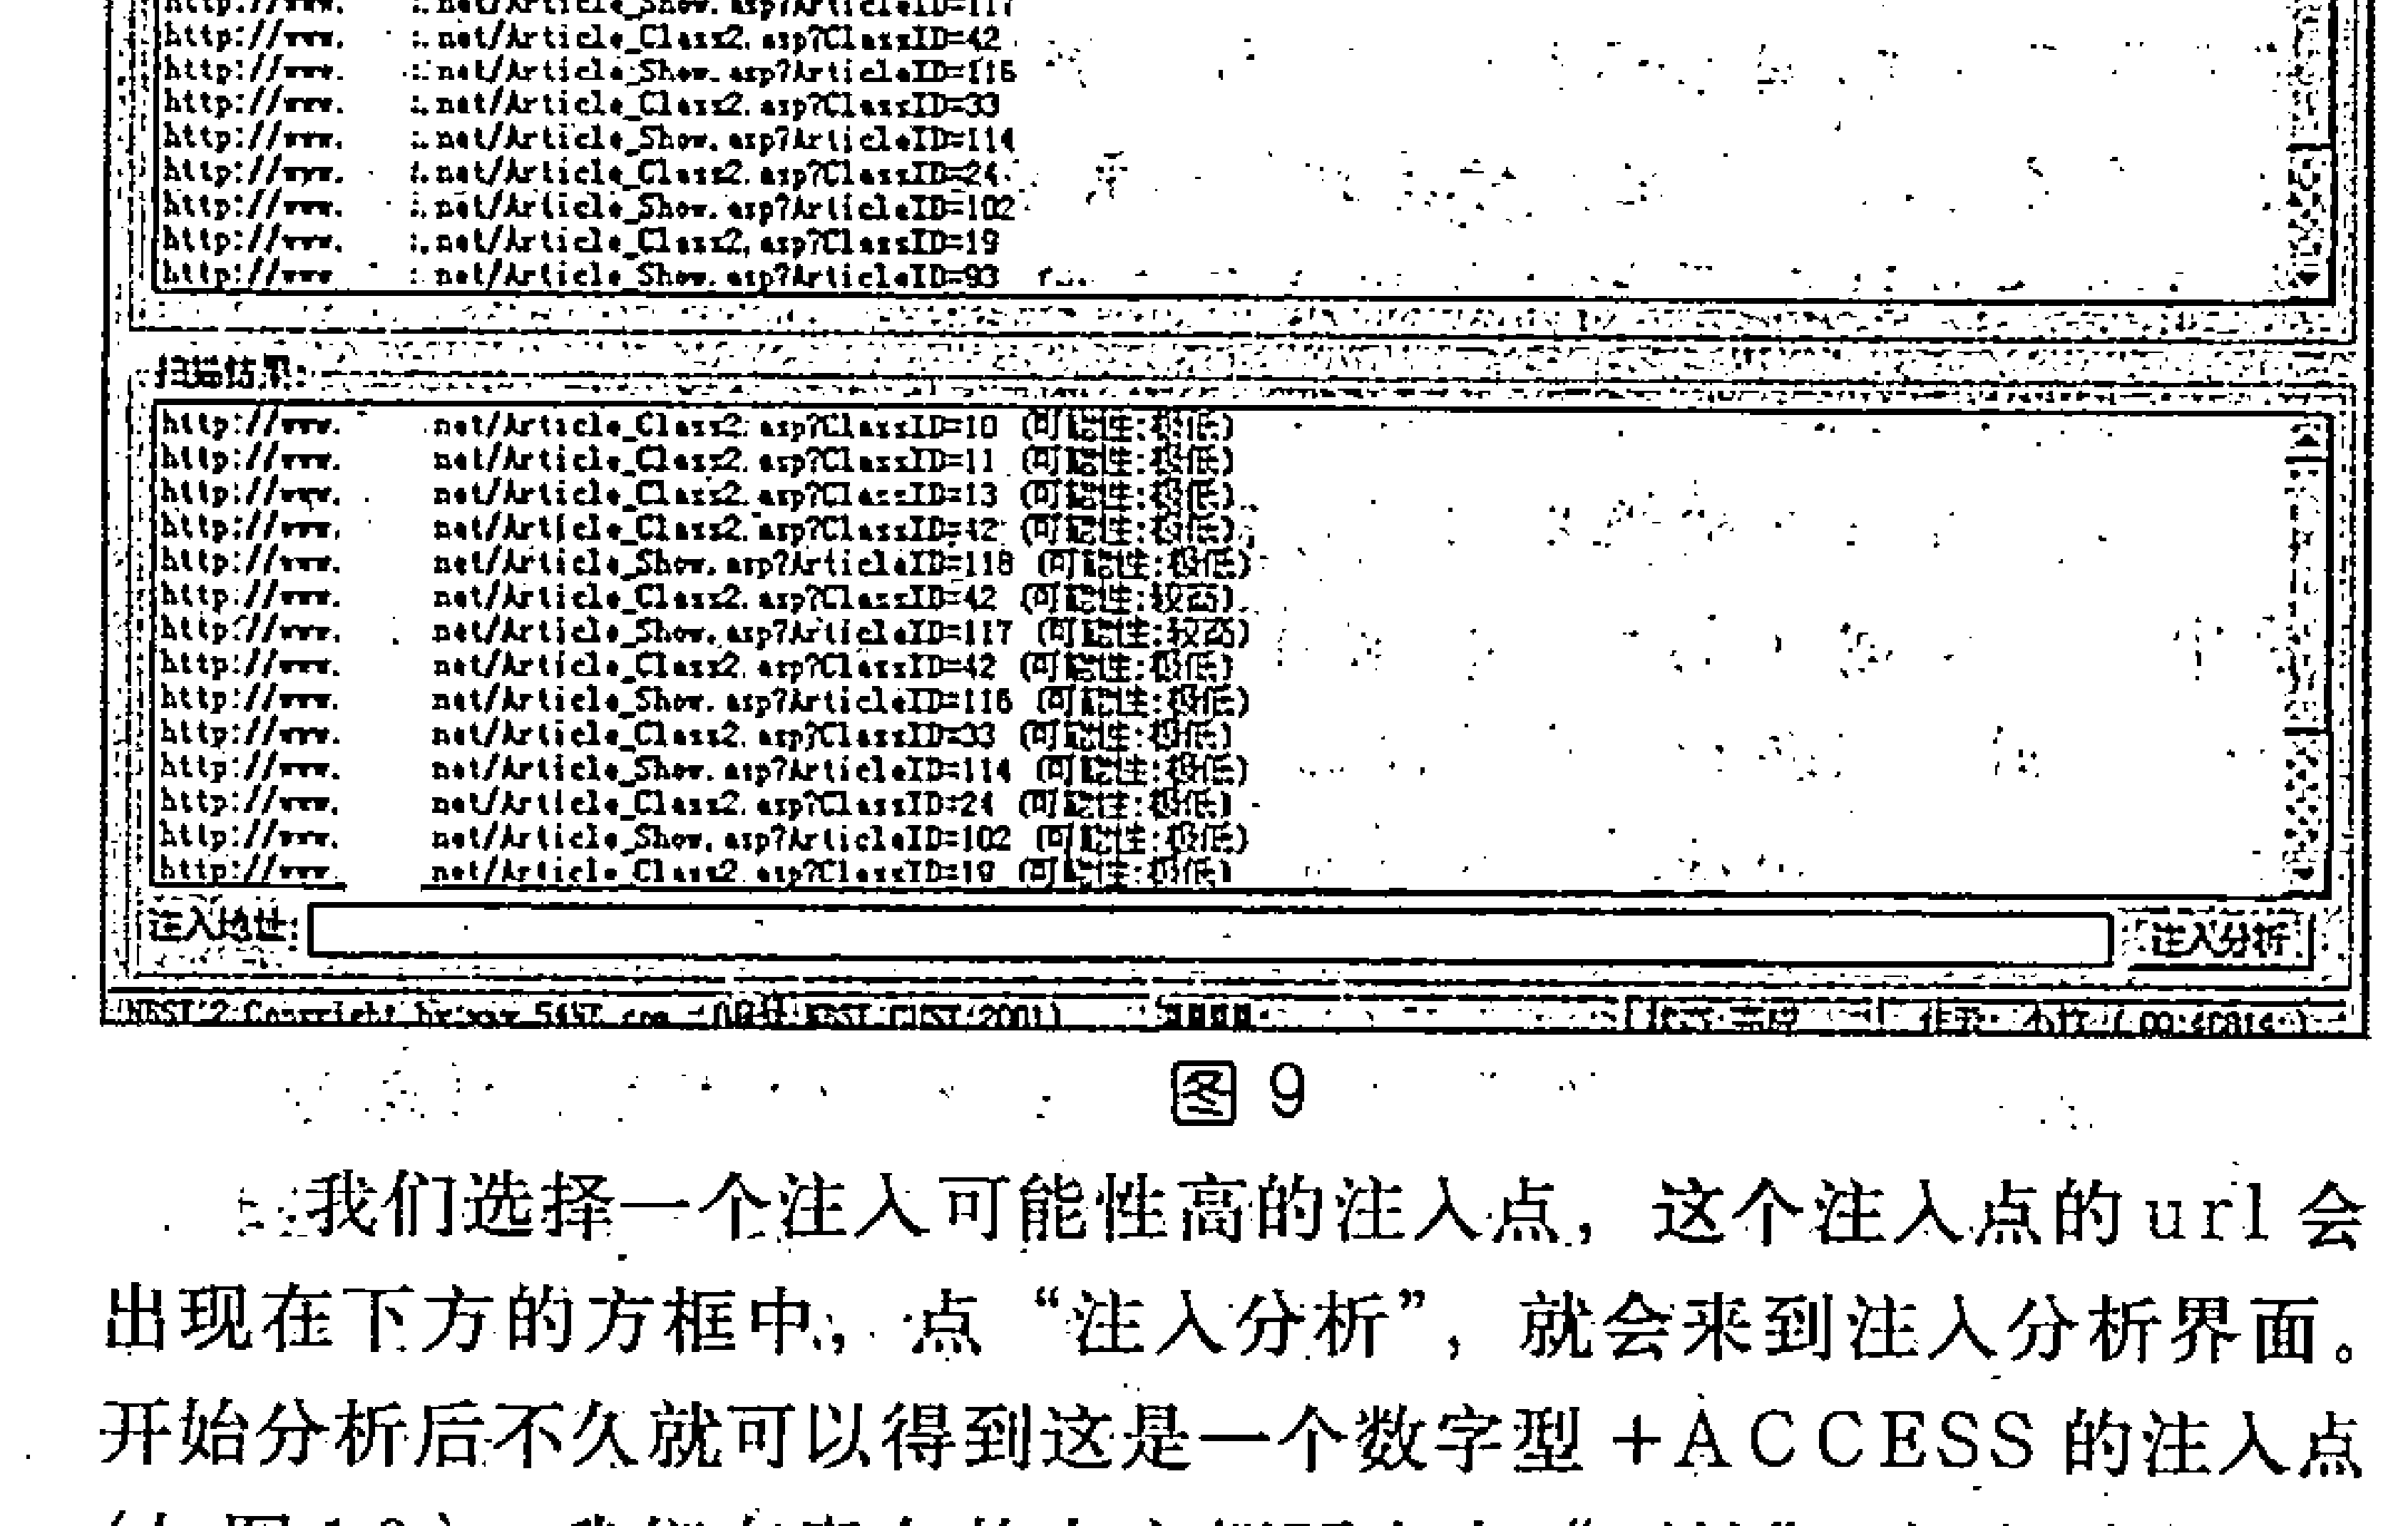 http://www. .net/Article_Show.asp?ArticleID=117
http://www. .net/Article_Class2.asp?ClassID=42
http://www. .net/Article_Show.asp?ArticleID=116
http://www. .net/Article_Class2.asp?ClassID=33
http://www. .net/Article_Show.asp?ArticleID=114
http://www. .net/Article_Class2.asp?ClassID=24
http://www. .net/Article_Show.asp?ArticleID=102
http://www. .net/Article_Class2.asp?ClassID=19
http://www .net/Article_Show.asp?ArticleID=93
扫描结果:
http://www. net/Article_Class2.asp?ClassID=10 (可能性:极低)
http://www. net/Article_Class2.asp?ClassID=11 (可能性:极低)
http://www. net/Article_Class2.asp?ClassID=13 (可能性:极低)
http://www. net/Article_Class2.asp?ClassID=42 (可能性:极低)
http://www. net/Article_Show.asp?ArticleID=118 (可能性:极低)
http://www. net/Article_Class2.asp?ClassID=42 (可能性:较高)
http://www. net/Article_Show.asp?ArticleID=117 (可能性:较高)
http://www. net/Article_Class2.asp?ClassID=42 (可能性:极低)
http://www. net/Article_Show.asp?ArticleID=116 (可能性:极低)
http://www. net/Article_Class2.asp?ClassID=33 (可能性:极低)
http://www. net/Article_Show.asp?ArticleID=114 (可能性:极低)
http://www. net/Article_Class2.asp?ClassID=24 (可能性:极低)
http://www. net/Article_Show.asp?ArticleID=102 (可能性:极低)
http://www. net/Article_Class2.asp?ClassID=19 (可能性:极低)
注入地址: 注入分析
Copyright by
图 9
我们选择一个注入可能性高的注入点，这个注入点的url会
出现在下方的方框中，点“注入分析”，就会来到注入分析界面。
开始分析后不久就可以得到这是一个数字型+ACCESS的注入点